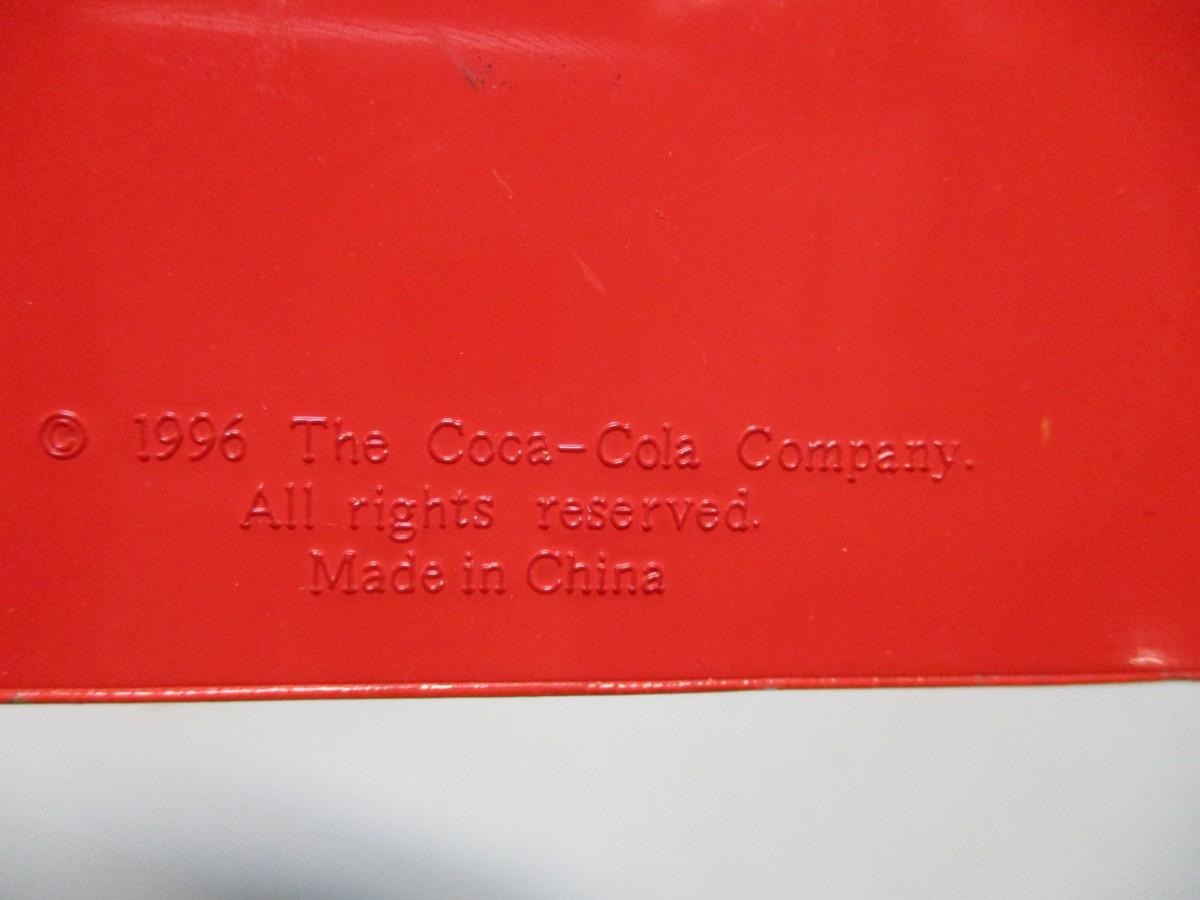 © 1996 The Coca-Cola Company.
All rights reserved.
Made in China